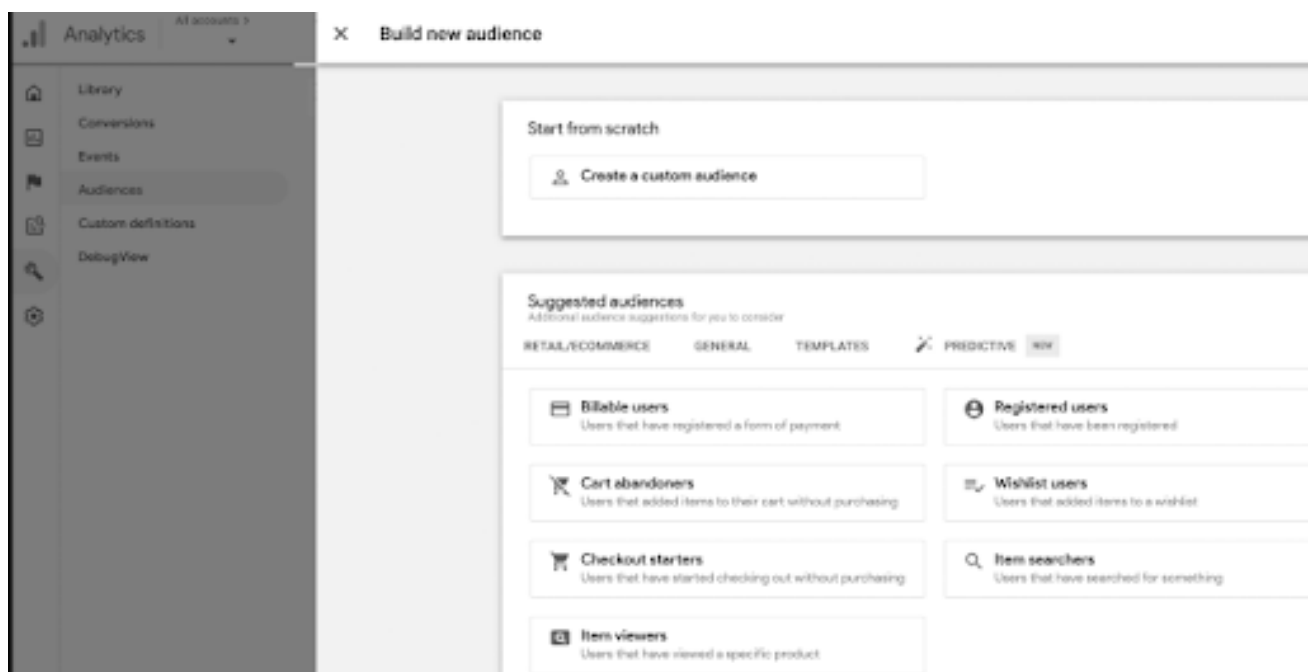 Analytics
All accounts >
Build new audience
Library
Conversions
Events
Audiences
Custom definitions
DebugView
Start from scratch
Create a custom audience
Suggested audiences
Additional audience suggestions for you to consider
RETAIL/ECOMMERCE GENERAL TEMPLATES PREDICTIVE NEW
Billable users
Users that have registered a form of payment
Registered users
Users that have been registered
Cart abandoners
Users that added items to their cart without purchasing
Wishlist users
Users that added items to a wishlist
Checkout starters
Users that have started checking out without purchasing
Item searchers
Users that have searched for something
Item viewers
Users that have viewed a specific product